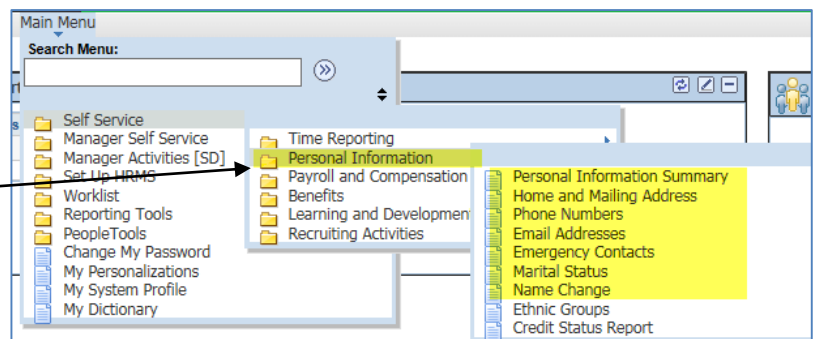 Main Menu
Search Menu:
Self Service
Manager Self Service
Manager Activities [SD]
Set Up HRMS
Worklist
Reporting Tools
PeopleTools
Change My Password
My Personalizations
My System Profile
My Dictionary
Time Reporting
Personal Information
Payroll and Compensation
Benefits
Learning and Developmen
Recruiting Activities
Personal Information Summary
Home and Mailing Address
Phone Numbers
Email Addresses
Emergency Contacts
Marital Status
Name Change
Ethnic Groups
Credit Status Report